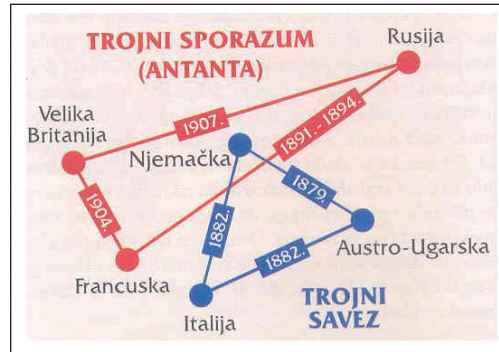 TROJNI SPORAZUM
(ANTANTA)
Rusija
Velika
Britanija
1907.
1891.-1894.
Njemačka
1904.
1882.
1879.
1882.
Austro-Ugarska
Francuska
Italija
TROJNI
SAVEZ